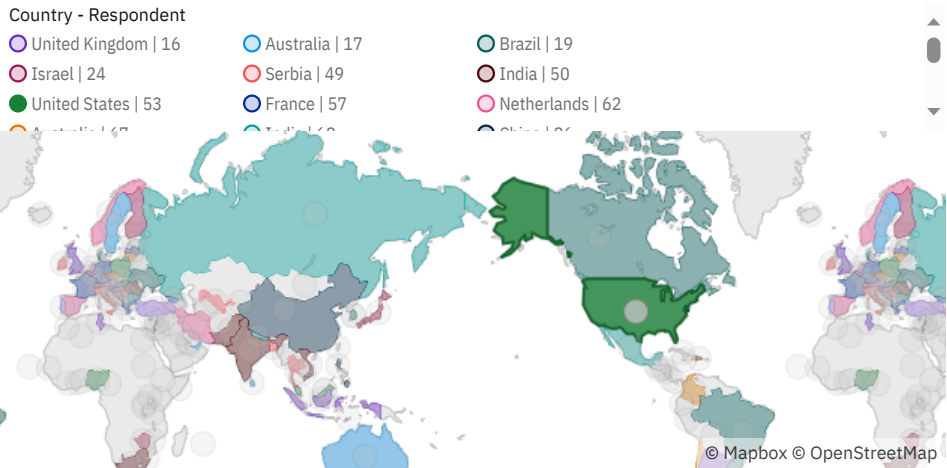 Country - Respondent
United Kingdom | 16 Australia | 17 Brazil | 19
Israel | 24 Serbia | 49 India | 50
United States | 53 France | 57 Netherlands | 62
© Mapbox © OpenStreetMap